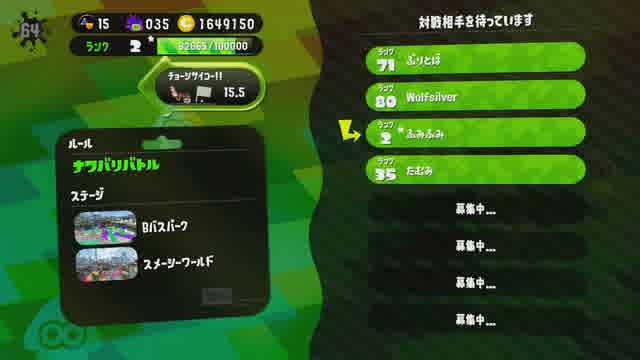 64
15
035
1649150
ランク
2
82865/100000
チョーシサイコー!!
15.5
ルール
ナワバリバトル
ステージ
Bバスパーク
スメーシーワールド
対戦相手を待っています
ランク
71
ぷりとぼ
ランク
80
Wolfsilver
ランク
2
ふみふみ
ランク
35
たむみ
募集中...
募集中...
募集中...
募集中...